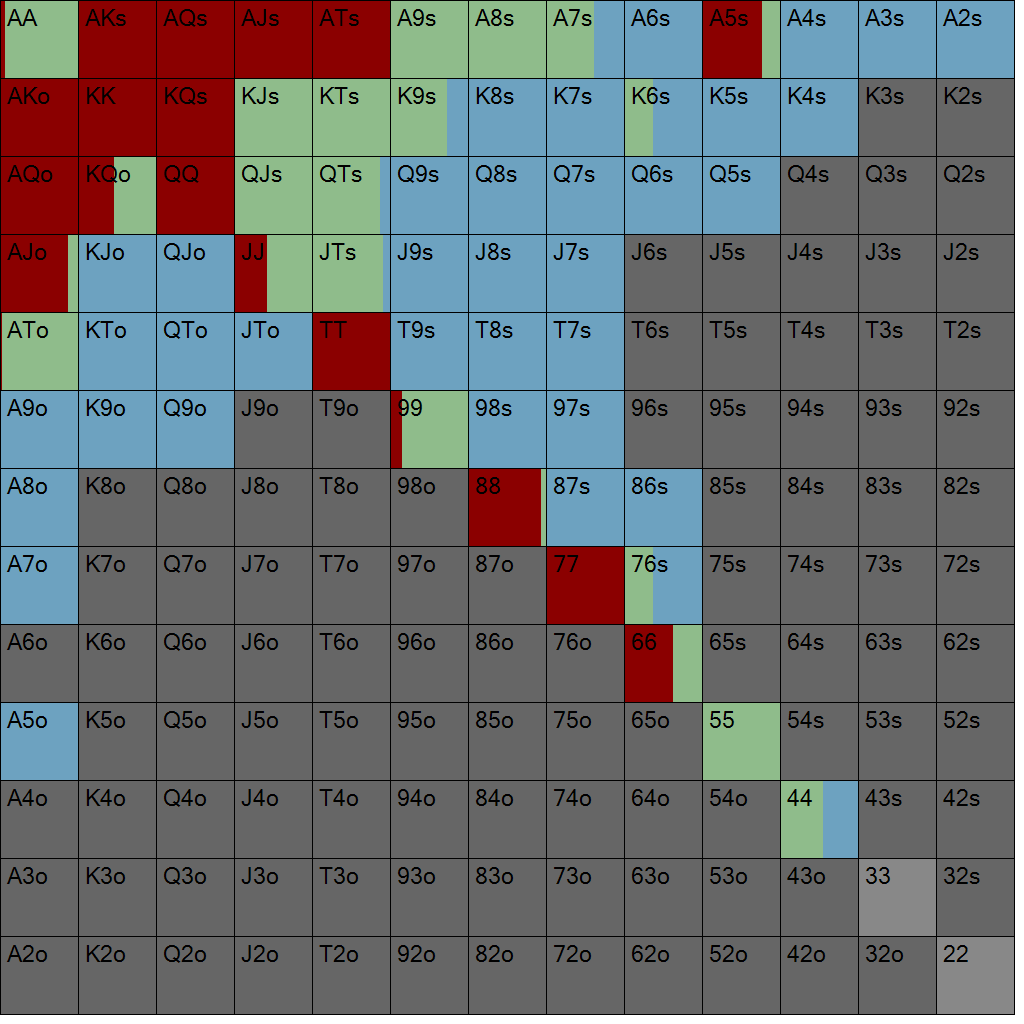 AA AKs AQs AJs ATs A9s A8s A7s A6s A5s A4s A3s A2s
AKo KK KQs KJs KTs K9s K8s K7s K6s K5s K4s K3s K2s
AQo KQo QQ QJs QTs Q9s Q8s Q7s Q6s Q5s Q4s Q3s Q2s
AJo KJo QJo JJ JTs J9s J8s J7s J6s J5s J4s J3s J2s
ATo KTo QTo JTo TT T9s T8s T7s T6s T5s T4s T3s T2s
A9o K9o Q9o J9o T9o 99 98s 97s 96s 95s 94s 93s 92s
A8o K8o Q8o J8o T8o 98o 88 87s 86s 85s 84s 83s 82s
A7o K7o Q7o J7o T7o 97o 87o 77 76s 75s 74s 73s 72s
A6o K6o Q6o J6o T6o 96o 86o 76o 66 65s 64s 63s 62s
A5o K5o Q5o J5o T5o 95o 85o 75o 65o 55 54s 53s 52s
A4o K4o Q4o J4o T4o 94o 84o 74o 64o 54o 44 43s 42s
A3o K3o Q3o J3o T3o 93o 83o 73o 63o 53o 43o 33 32s
A2o K2o Q2o J2o T2o 92o 82o 72o 62o 52o 42o 32o 22